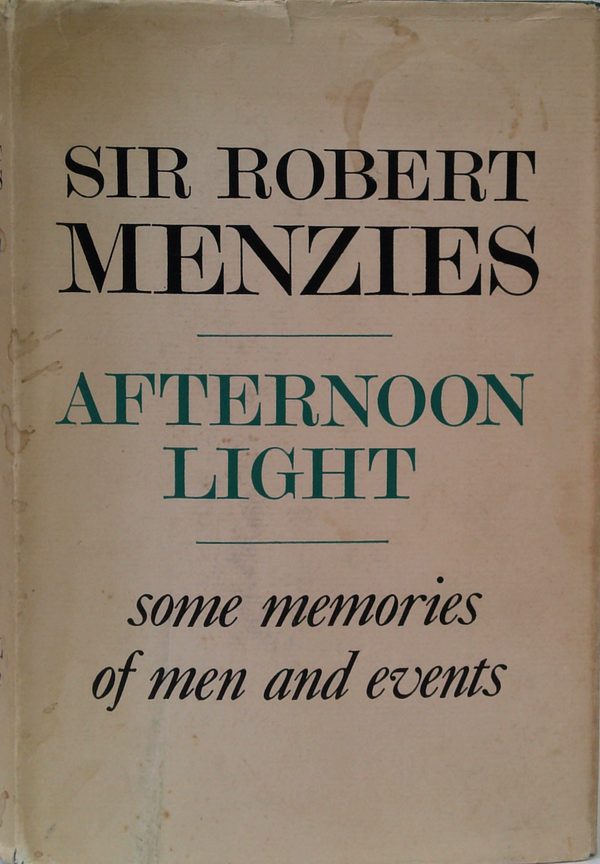 SIR ROBERT
MENZIES
AFTERNOON
LIGHT
some memories
of men and events